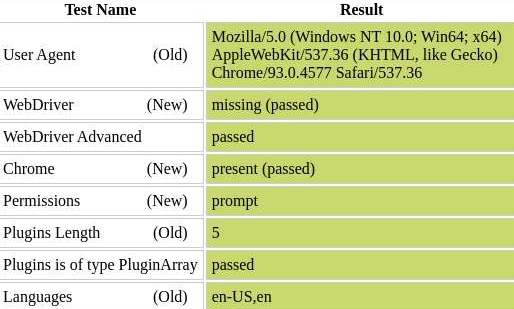 Test Name Result
User Agent (Old) Mozilla/5.0 (Windows NT 10.0; Win64; x64)
AppleWebKit/537.36 (KHTML, like Gecko)
Chrome/93.0.4577 Safari/537.36
WebDriver (New) missing (passed)
WebDriver Advanced passed
Chrome (New) present (passed)
Permissions (New) prompt
Plugins Length (Old) 5
Plugins is of type PluginArray passed
Languages (Old) en-US,en